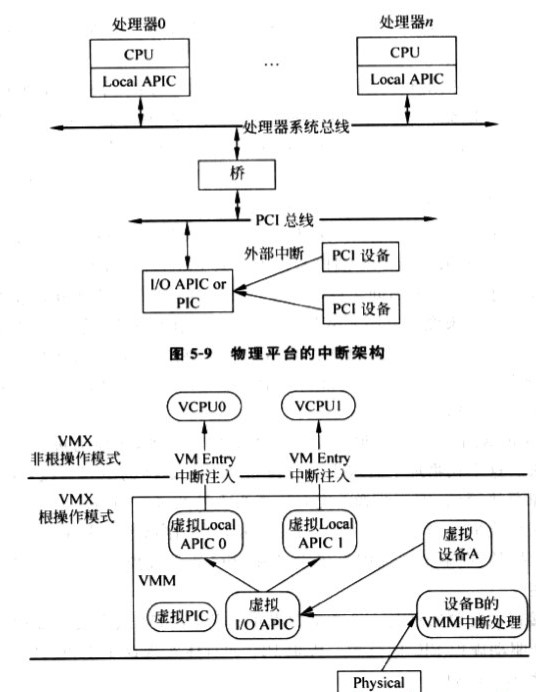 处理器0
处理器n
CPU
CPU
…
Local APIC
Local APIC
处理器系统总线
桥
PCI 总线
外部中断
PCI 设备
I/O APIC or
PIC
PCI 设备
图 5-9 物理平台的中断架构
VCPU0
VCPU1
VMX
非根操作模式
VM Entry
中断注入
VM Entry
中断注入
VMX
根操作模式
虚拟Local
APIC 0
虚拟Local
APIC 1
虚拟
设备A
VMM
虚拟PIC
虚拟
I/O APIC
设备B的
VMM中断处理
Physical